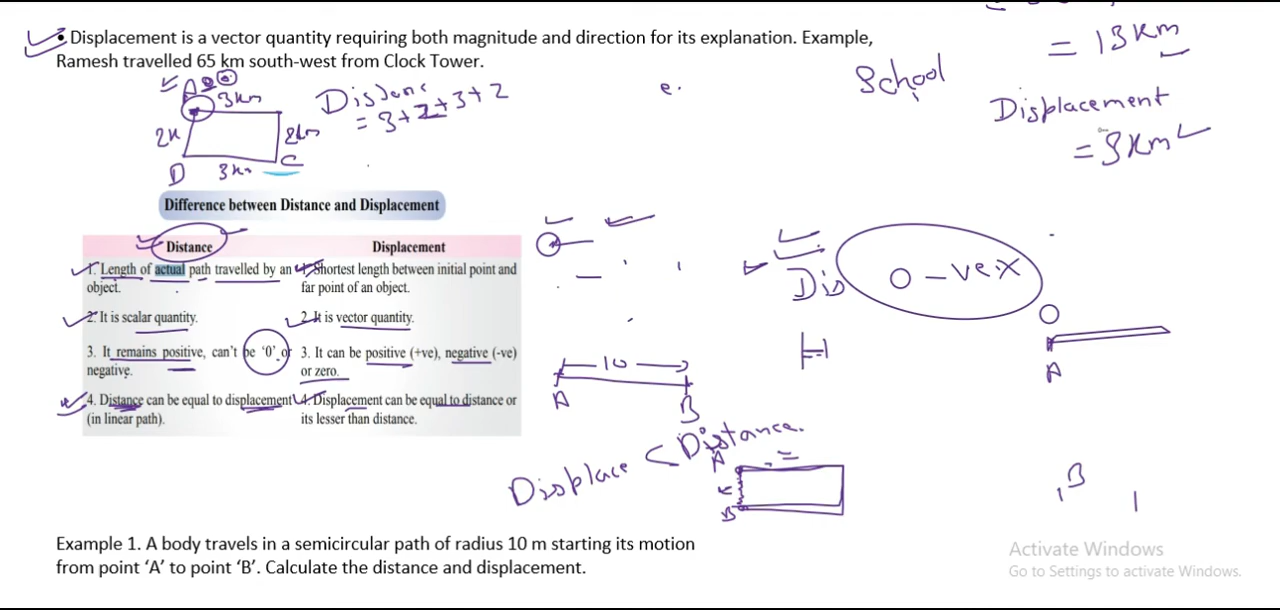 • Displacement is a vector quantity requiring both magnitude and direction for its explanation. Example,
Ramesh travelled 65 km south-west from Clock Tower.
= 13 km
School
Displacement
= 3 km
A
3km
2km
C
3k
D
2k
= 3+2+3+2
e.
Difference between Distance and Displacement
Distance
Displacement
1. Length of actual path travelled by an
object.
1. Shortest length between initial point and
far point of an object.
2. It is scalar quantity.
2. It is vector quantity.
3. It remains positive, can't be '0' or
negative.
3. It can be positive (+ve), negative (-ve)
or zero.
4. Distance can be equal to displacement
(in linear path).
4. Displacement can be equal to distance or
its lesser than distance.
Dis
0 -ve
10
A
B
O
A
Displace < Distance.
A
B
B
Example 1. A body travels in a semicircular path of radius 10 m starting its motion
from point 'A' to point 'B'. Calculate the distance and displacement.
Activate Windows
Go to Settings to activate Windows.